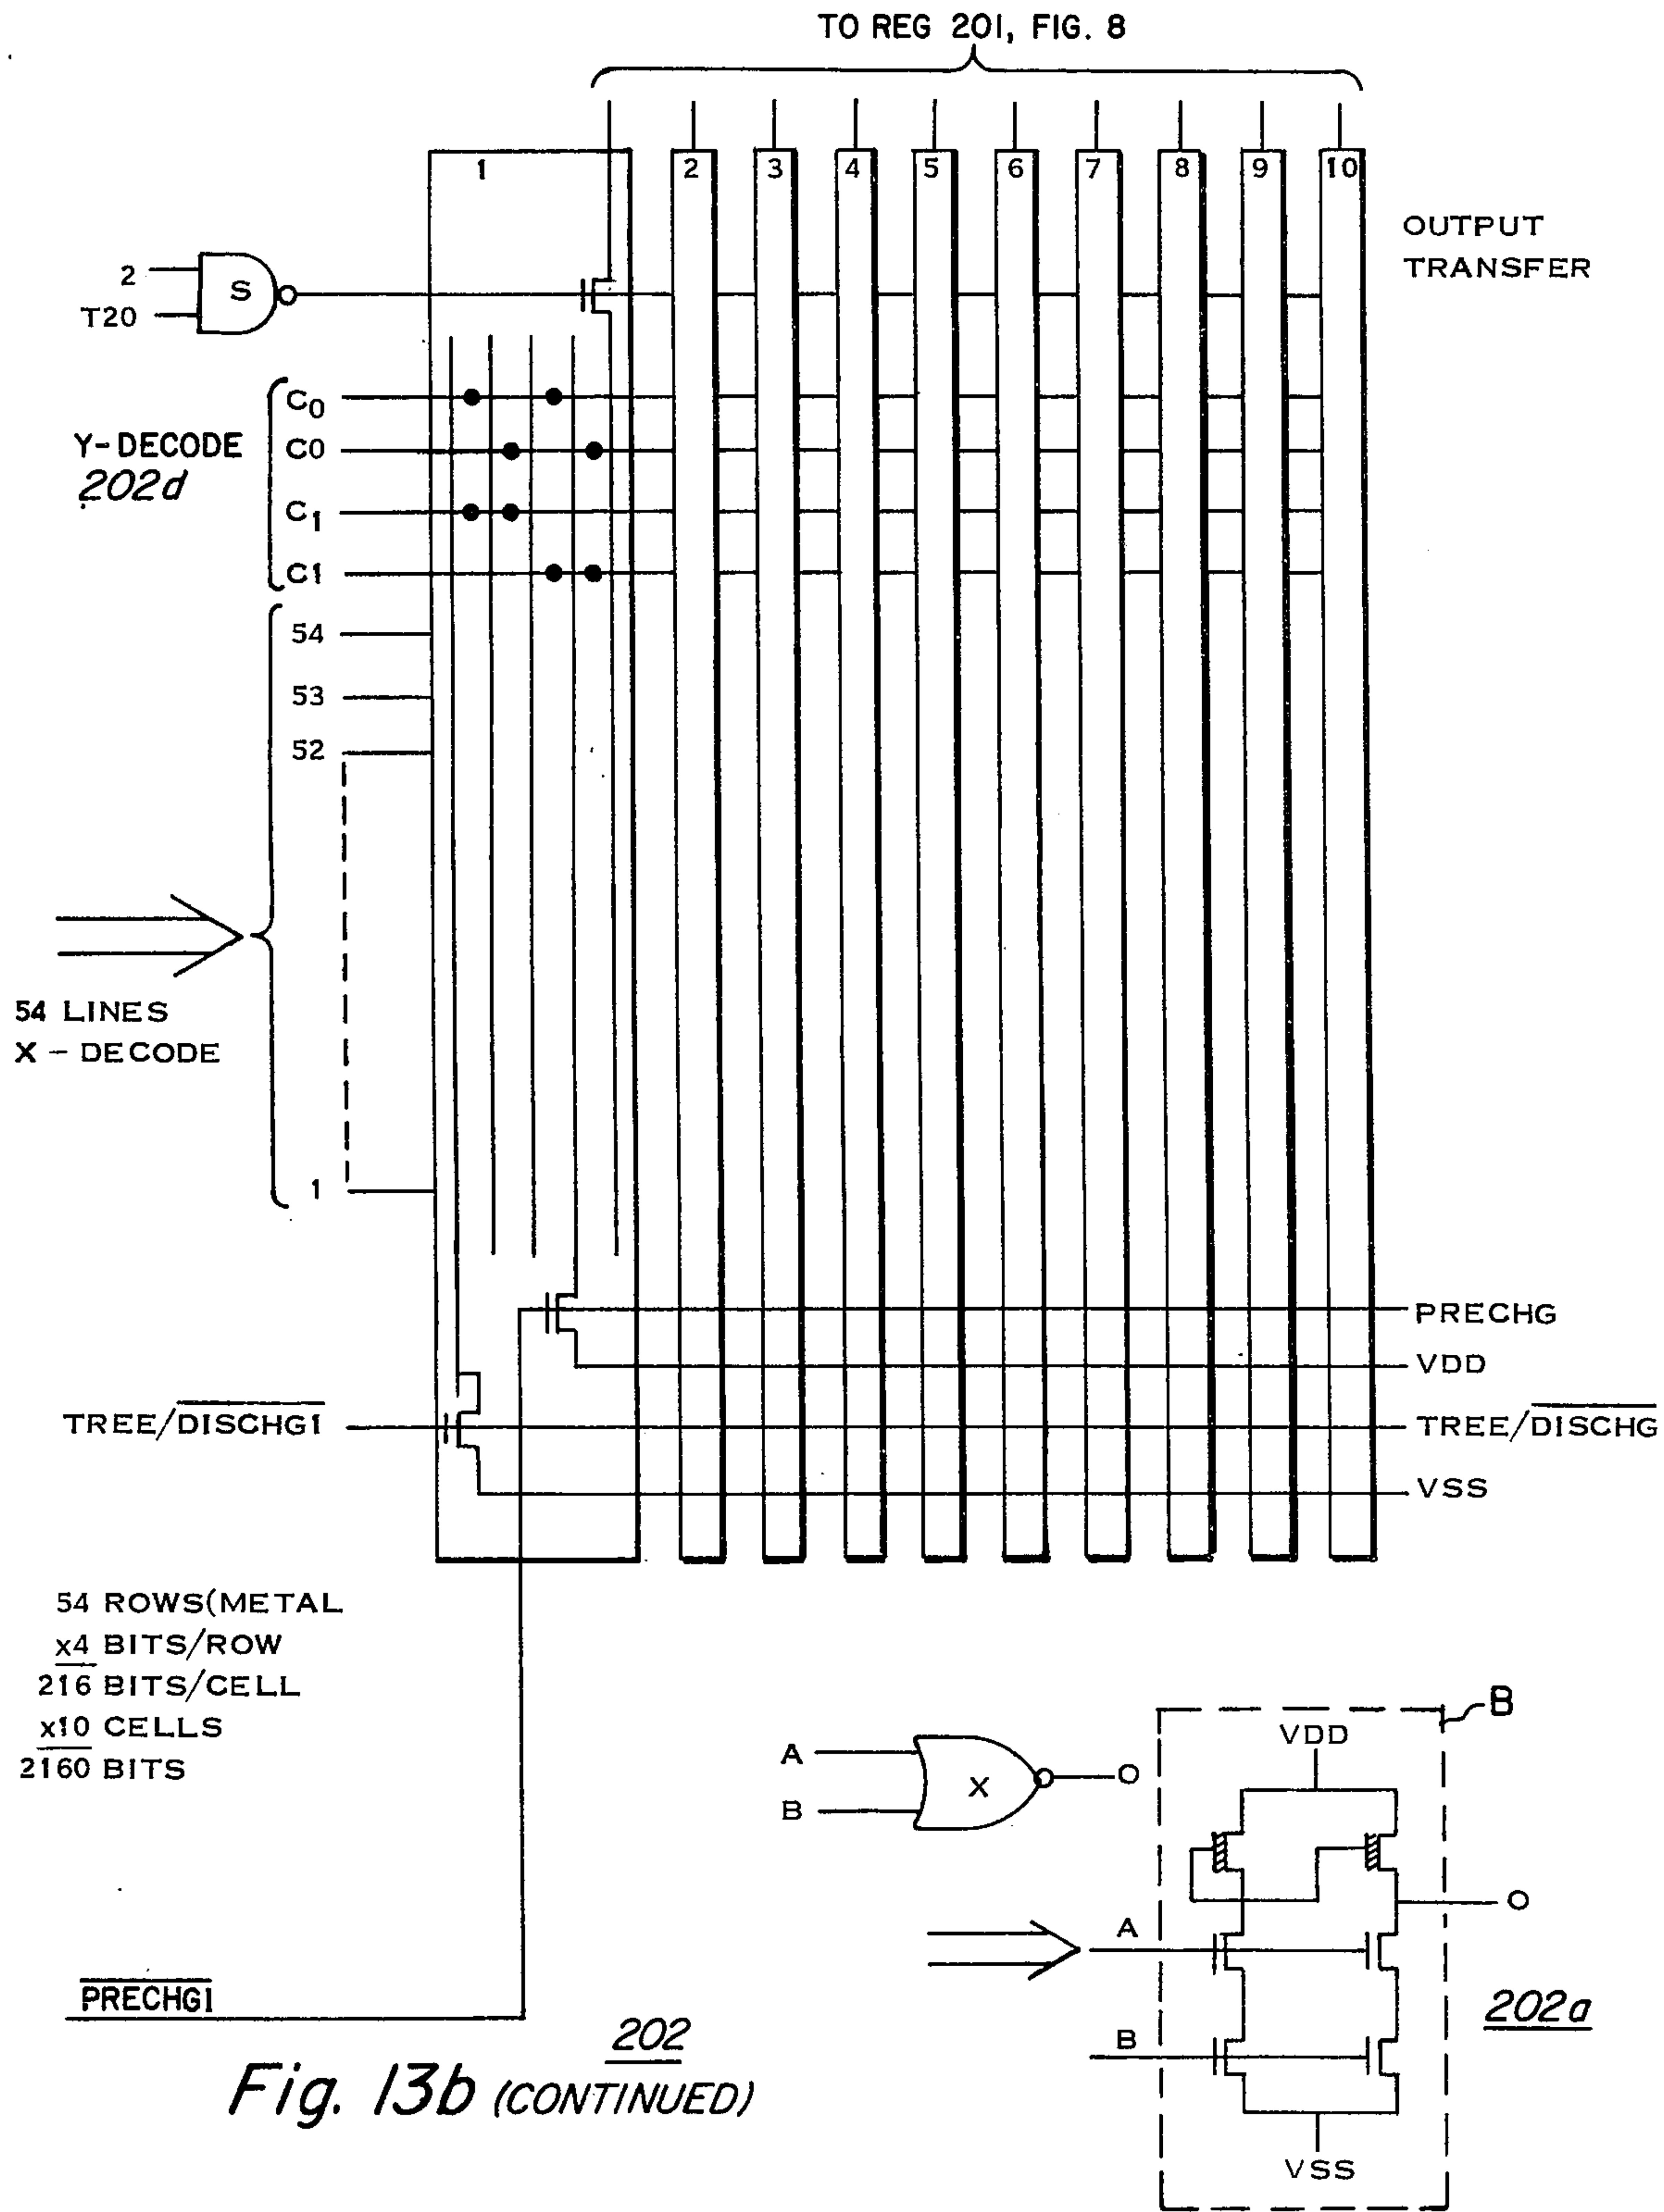 TO REG 201, FIG. 8
1 2 3 4 5 6 7 8 9 10
OUTPUT
TRANSFER
2
S
T20
C0
Y-DECODE
C0
202d
C1
C1
54
53
52
54 LINES
X - DECODE
1
PRECHG
VDD
TREE/DISCHG1
TREE/DISCHG
VSS
54 ROWS(METAL
x4 BITS/ROW
216 BITS/CELL
x10 CELLS
2160 BITS
B
VDD
A
X
O
B
O
A
PRECHG1
202a
B
202
Fig. 13b (CONTINUED)
VSS